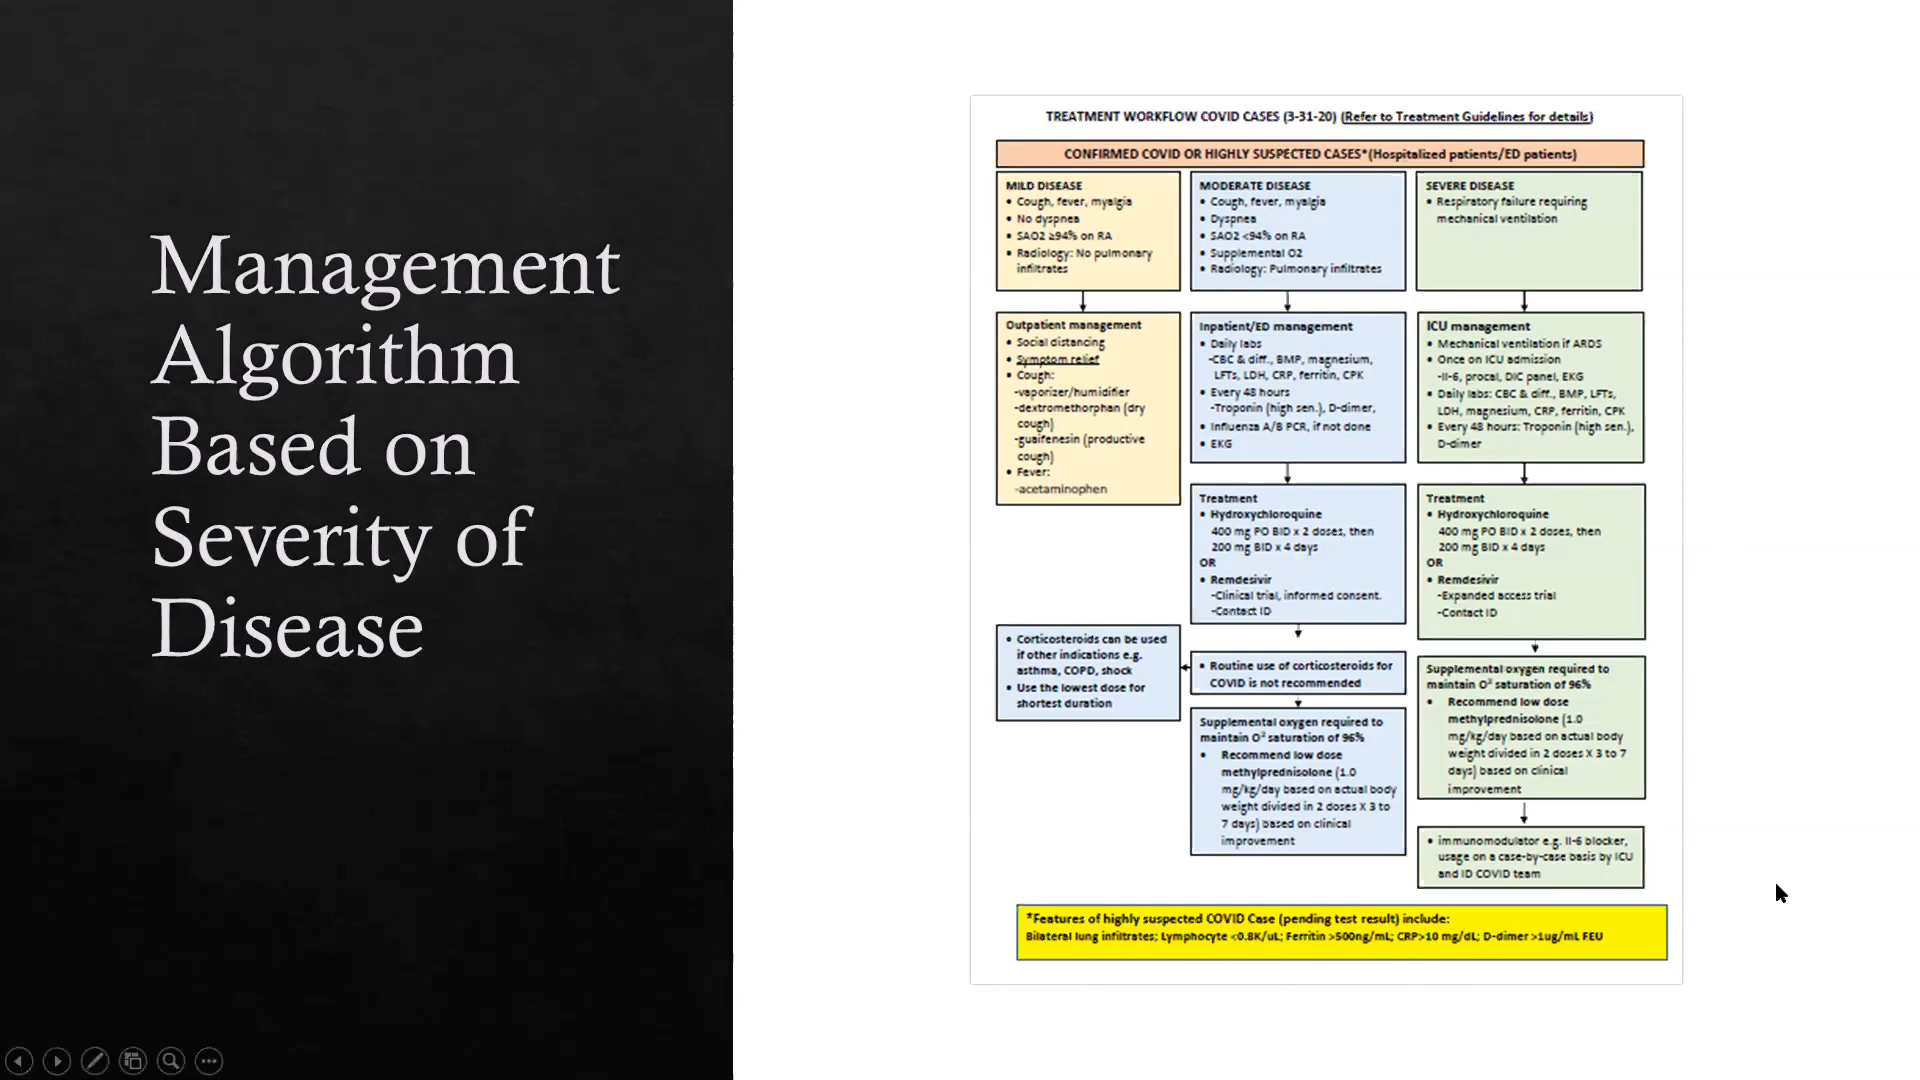 Management
Algorithm
Based on
Severity of
Disease
TREATMENT WORKFLOW COVID CASES (3-31-20) (Refer to Treatment Guidelines for details)
CONFIRMED COVID OR HIGHLY SUSPECTED CASES*(Hospitalized patients/ED patients)
MILD DISEASE
• Cough, fever, myalgia
• No dyspnea
• SAO2 ≥94% on RA
• Radiology: No pulmonary
infiltrates
Outpatient management
• Social distancing
• Symptom relief
• Cough:
-vaporizer/humidifier
-dextromethorphan (dry
cough)
-guaifenesin (productive
cough)
• Fever:
-acetaminophen
MODERATE DISEASE
• Cough, fever, myalgia
• Dyspnea
• SAO2 <94% on RA
• Supplemental O2
• Radiology: Pulmonary infiltrates
Inpatient/ED management
• Daily labs
-CBC & diff., BMP, magnesium,
LFTs, LDH, CRP, ferritin, CPK
• Every 48 hours
-Troponin (high sen.), D-dimer,
• Influenza A/B PCR, if not done
• EKG
Treatment
• Hydroxychloroquine
400 mg PO BID x 2 doses, then
200 mg BID x 4 days
OR
• Remdesivir
-Clinical trial, informed consent.
-Contact ID
• Routine use of corticosteroids for
COVID is not recommended
• Corticosteroids can be used
if other indications e.g.
asthma, COPD, shock
• Use the lowest dose for
shortest duration
Supplemental oxygen required to
maintain O² saturation of 96%
• Recommend low dose
methylprednisolone (1.0
mg/kg/day based on actual body
weight divided in 2 doses X 3 to
7 days) based on clinical
improvement
SEVERE DISEASE
• Respiratory failure requiring
mechanical ventilation
ICU management
• Mechanical ventilation if ARDS
• Once on ICU admission
-Il-6, procal, DIC panel, EKG
• Daily labs: CBC & diff., BMP, LFTs,
LDH, magnesium, CRP, ferritin, CPK
• Every 48 hours: Troponin (high sen.),
D-dimer
Treatment
• Hydroxychloroquine
400 mg PO BID x 2 doses, then
200 mg BID x 4 days
OR
• Remdesivir
-Expanded access trial
-Contact ID
Supplemental oxygen required to
maintain O² saturation of 96%
• Recommend low dose
methylprednisolone (1.0
mg/kg/day based on actual body
weight divided in 2 doses X 3 to 7
days) based on clinical
improvement
• immunomodulator e.g. Il-6 blocker,
usage on a case-by-case basis by ICU
and ID COVID team
*Features of highly suspected COVID Case (pending test result) include:
Bilateral lung infiltrates; Lymphocyte <0.8K/uL; Ferritin >500ng/mL; CRP>10 mg/dL; D-dimer >1ug/mL FEU